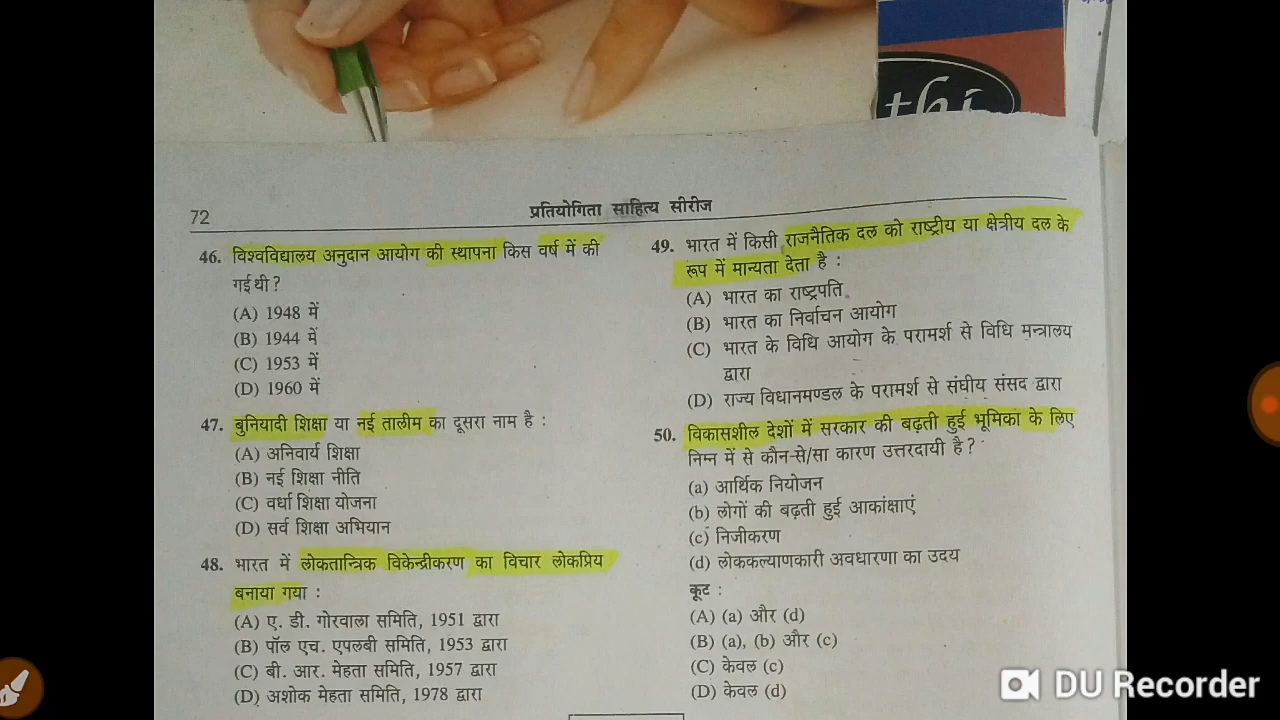 thi
72
प्रतियोगिता साहित्य सीरीज
46. विश्वविद्यालय अनुदान आयोग की स्थापना किस वर्ष में की
गई थी ?
(A) 1948 में
(B) 1944 में
(C) 1953 में
(D) 1960 में
47. बुनियादी शिक्षा या नई तालीम का दूसरा नाम है :
(A) अनिवार्य शिक्षा
(B) नई शिक्षा नीति
(C) वर्धा शिक्षा योजना
(D) सर्व शिक्षा अभियान
48. भारत में लोकतान्त्रिक विकेन्द्रीकरण का विचार लोकप्रिय
बनाया गया :
(A) ए. डी. गोरवाला समिति, 1951 द्वारा
(B) पॉल एच. एपलबी समिति, 1953 द्वारा
(C) बी. आर. मेहता समिति, 1957 द्वारा
(D) अशोक मेहता समिति, 1978 द्वारा
49. भारत में किसी राजनैतिक दल को राष्ट्रीय या क्षेत्रीय दल के
रूप में मान्यता देता है :
(A) भारत का राष्ट्रपति
(B) भारत का निर्वाचन आयोग
(C) भारत के विधि आयोग के परामर्श से विधि मन्त्रालय
द्वारा
(D) राज्य विधानमण्डल के परामर्श से संघीय संसद द्वारा
50. विकासशील देशों में सरकार की बढ़ती हुई भूमिका के लिए
निम्न में से कौन-से/सा कारण उत्तरदायी है ?
(a) आर्थिक नियोजन
(b) लोगों की बढ़ती हुई आकांक्षाएं
(c) निजीकरण
(d) लोककल्याणकारी अवधारणा का उदय
कूट :
(A) (a) और (d)
(B) (a), (b) और (c)
(C) केवल (c)
(D) केवल (d)
DU Recorder